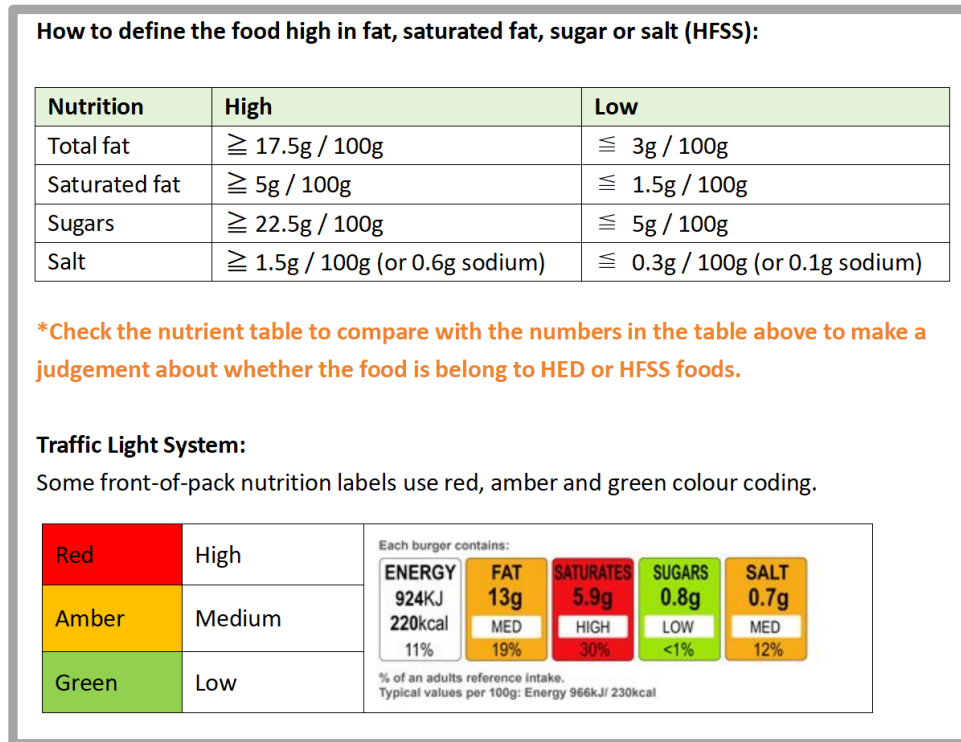 How to define the food high in fat, saturated fat, sugar or salt (HFSS):
Nutrition High Low
Total fat ≧ 17.5g / 100g ≦ 3g / 100g
Saturated fat ≧ 5g / 100g ≦ 1.5g / 100g
Sugars ≧ 22.5g / 100g ≦ 5g / 100g
Salt ≧ 1.5g / 100g (or 0.6g sodium) ≦ 0.3g / 100g (or 0.1g sodium)
*Check the nutrient table to compare with the numbers in the table above to make a
judgement about whether the food is belong to HED or HFSS foods.
Traffic Light System:
Some front-of-pack nutrition labels use red, amber and green colour coding.
Red High
Amber Medium
Green Low
Each burger contains:
ENERGY FAT SATURATES SUGARS SALT
924KJ 13g 5.9g 0.8g 0.7g
220kcal MED HIGH LOW MED
11% 19% 30% <1% 12%
% of an adults reference intake.
Typical values per 100g: Energy 966kJ/ 230kcal